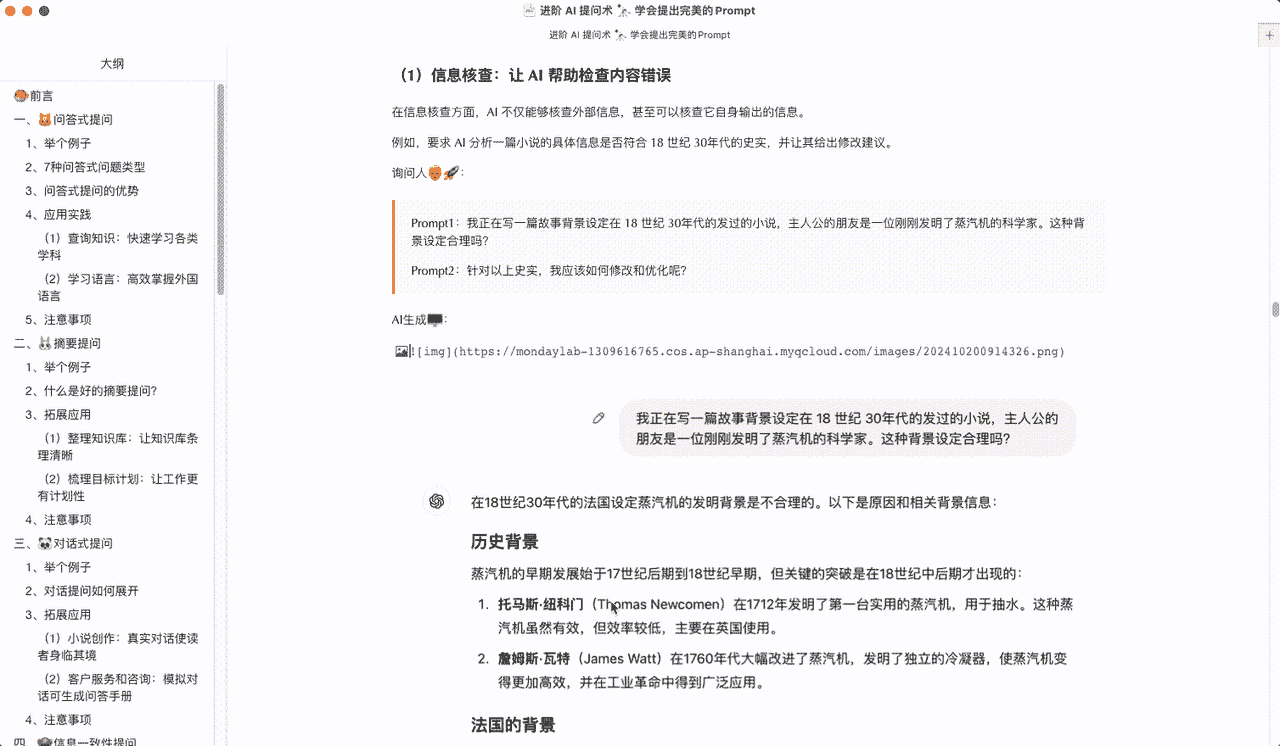 进阶 AI 提问术 学会提出完美的Prompt
进阶 AI 提问术 学会提出完美的Prompt
大纲
前言
一、问答式提问
1、举个例子
2、7种问答式问题类型
3、问答式提问的优势
4、应用实践
（1）查询知识：快速学习各类
学科
（2）学习语言：高效掌握外国
语言
5、注意事项
二、摘要提问
1、举个例子
2、什么是好的摘要提问？
3、拓展应用
（1）整理知识库：让知识库条
理清晰
（2）梳理目标计划：让工作更
有计划性
4、注意事项
三、对话式提问
1、举个例子
2、对话提问如何展开
3、拓展应用
（1）小说创作：真实对话使读
者身临其境
（2）客户服务和咨询：模拟对
话可生成问答手册
4、注意事项
四、信息一致性提问
（1）信息核查：让 AI 帮助检查内容错误
在信息核查方面，AI 不仅能够核查外部信息，甚至可以核查它自身输出的信息。
例如，要求 AI 分析一篇小说的具体信息是否符合 18 世纪 30年代的史实，并让其给出修改建议。
询问人：
Prompt1：我正在写一篇故事背景设定在 18 世纪 30年代的发过的小说，主人公的朋友是一位刚刚发明了蒸汽机的科学家。这种背
景设定合理吗？
Prompt2：针对以上史实，我应该如何修改和优化呢？
AI生成：
![img](https://mondaylab-1309616765.cos.ap-shanghai.myqcloud.com/images/202410200914326.png)
我正在写一篇故事背景设定在 18 世纪 30年代的发过的小说，主人公的
朋友是一位刚刚发明了蒸汽机的科学家。这种背景设定合理吗？
在18世纪30年代的法国设定蒸汽机的发明背景是不合理的。以下是原因和相关背景信息：
历史背景
蒸汽机的早期发展始于17世纪后期到18世纪早期，但关键的突破是在18世纪中后期才出现的：
1. 托马斯·纽科门（Thomas Newcomen）在1712年发明了第一台实用的蒸汽机，用于抽水。这种蒸
汽机虽然有效，但效率较低，主要在英国使用。
2. 詹姆斯·瓦特（James Watt）在1760年代大幅改进了蒸汽机，发明了独立的冷凝器，使蒸汽机变
得更加高效，并在工业革命中得到广泛应用。
法国的背景